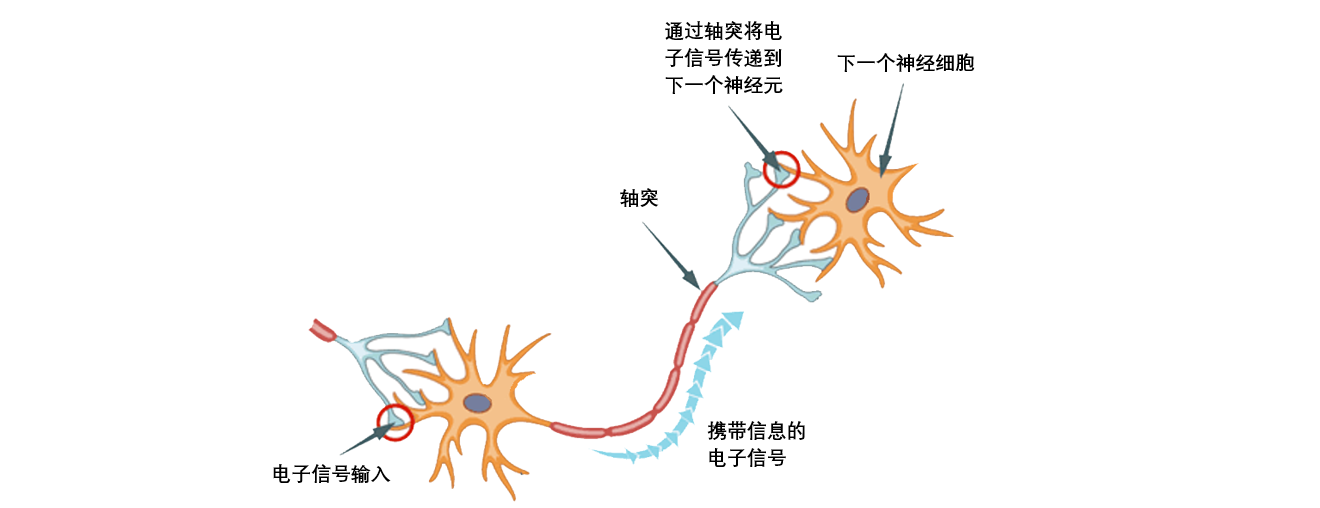 通过轴突将电
子信号传递到
下一个神经元
下一个神经细胞
轴突
携带信息的
电子信号
电子信号输入